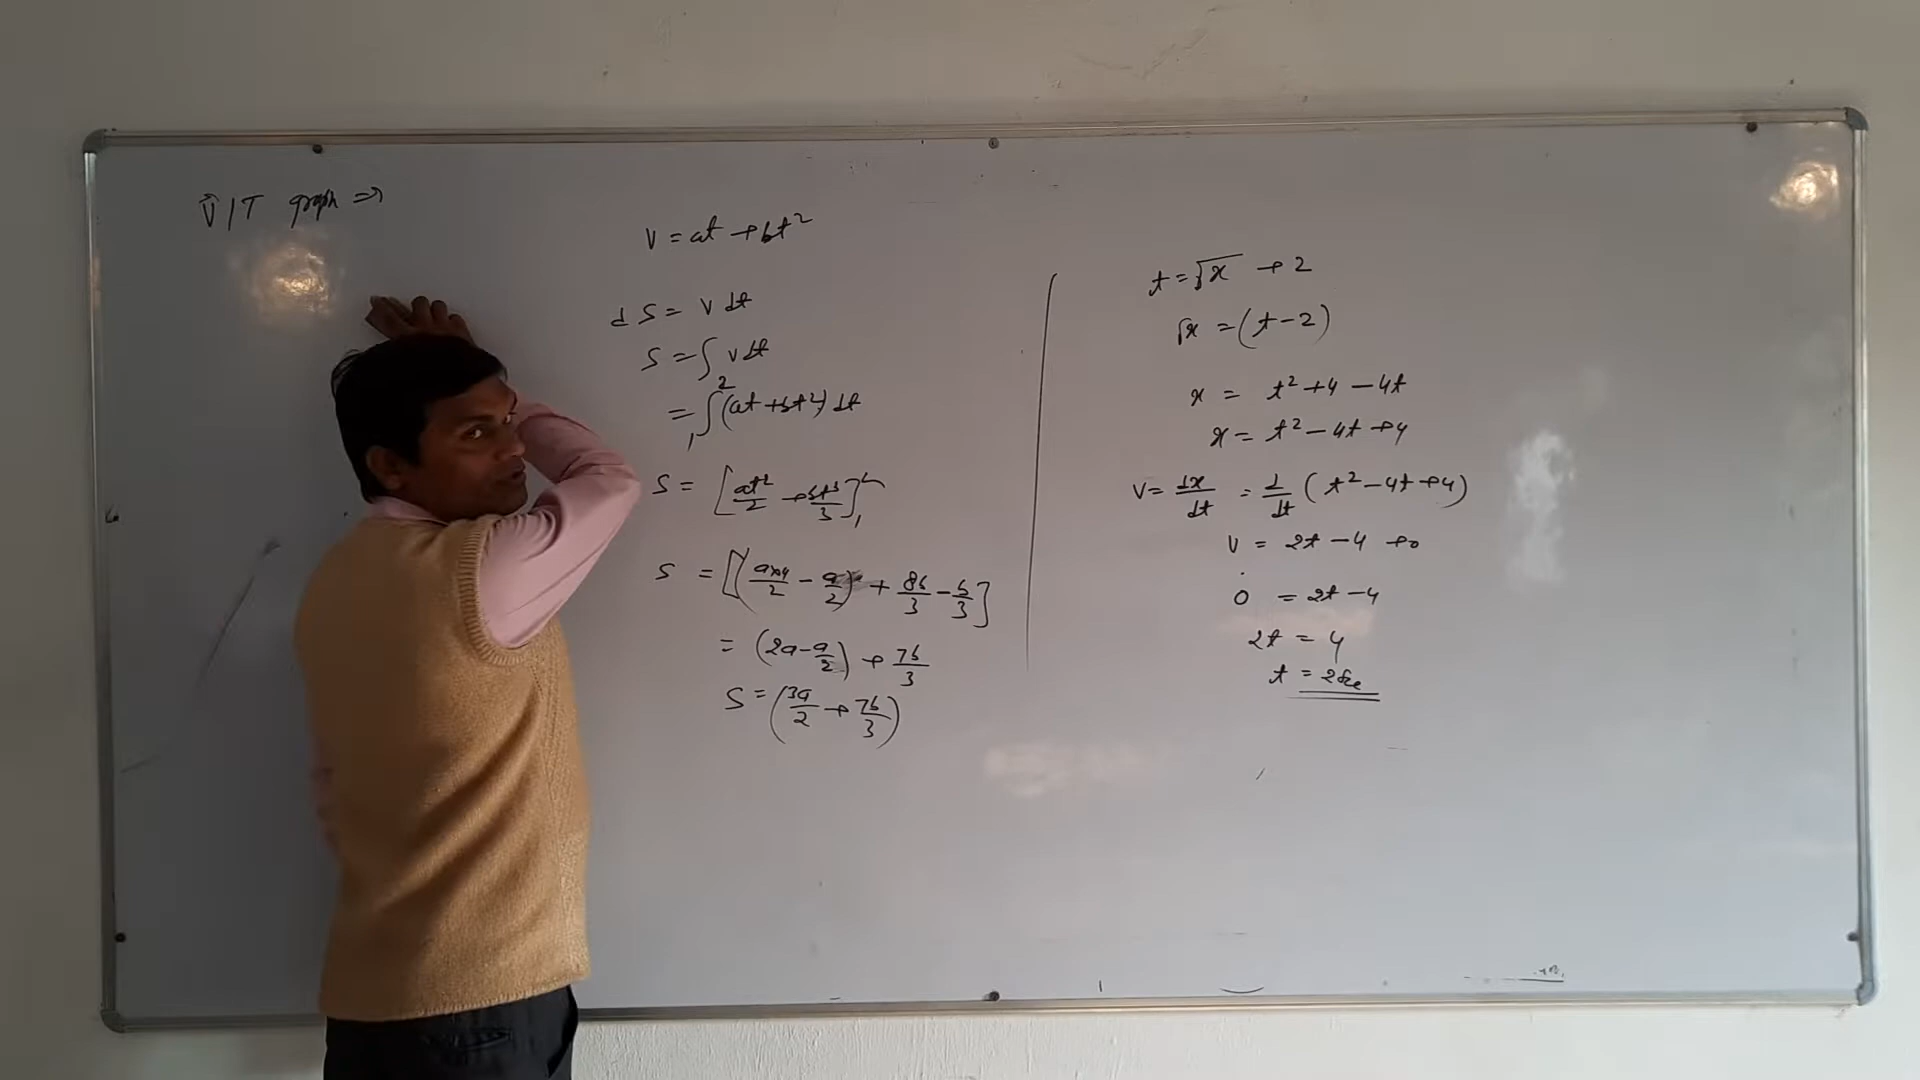 V⃗/T graph ⇒
V = at + bt²
dS = v dt
S = ∫ v dt
= ∫₁² (at + bt²) dt
S = [at²/2 + bt³/3]₁²
S = [(a×4/2 − a/2) + 8b/3 − b/3]
= (2a − a/2) + 7b/3
S = (3a/2 + 7b/3)
t = √x + 2
√x = (t − 2)
x = t² + 4 − 4t
x = t² − 4t + 4
V = dx/dt = d/dt (t² − 4t + 4)
V = 2t − 4 + 0
0 = 2t − 4
2t = 4
t = 2sec